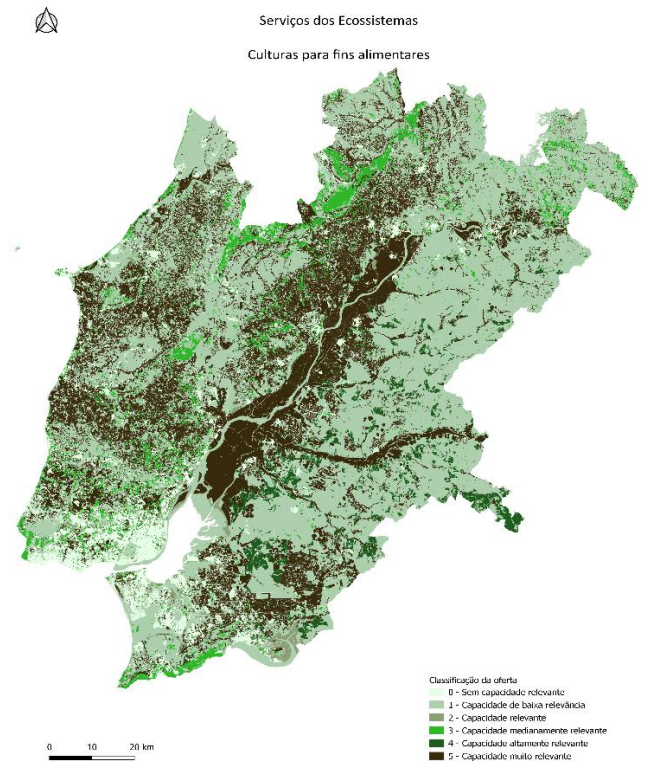 Serviços dos Ecossistemas
Culturas para fins alimentares
Classificação da oferta
0 - Sem capacidade relevante
1 - Capacidade de baixa relevância
2 - Capacidade relevante
3 - Capacidade medianamente relevante
4 - Capacidade altamente relevante
5 - Capacidade muito relevante
0 10 20 km